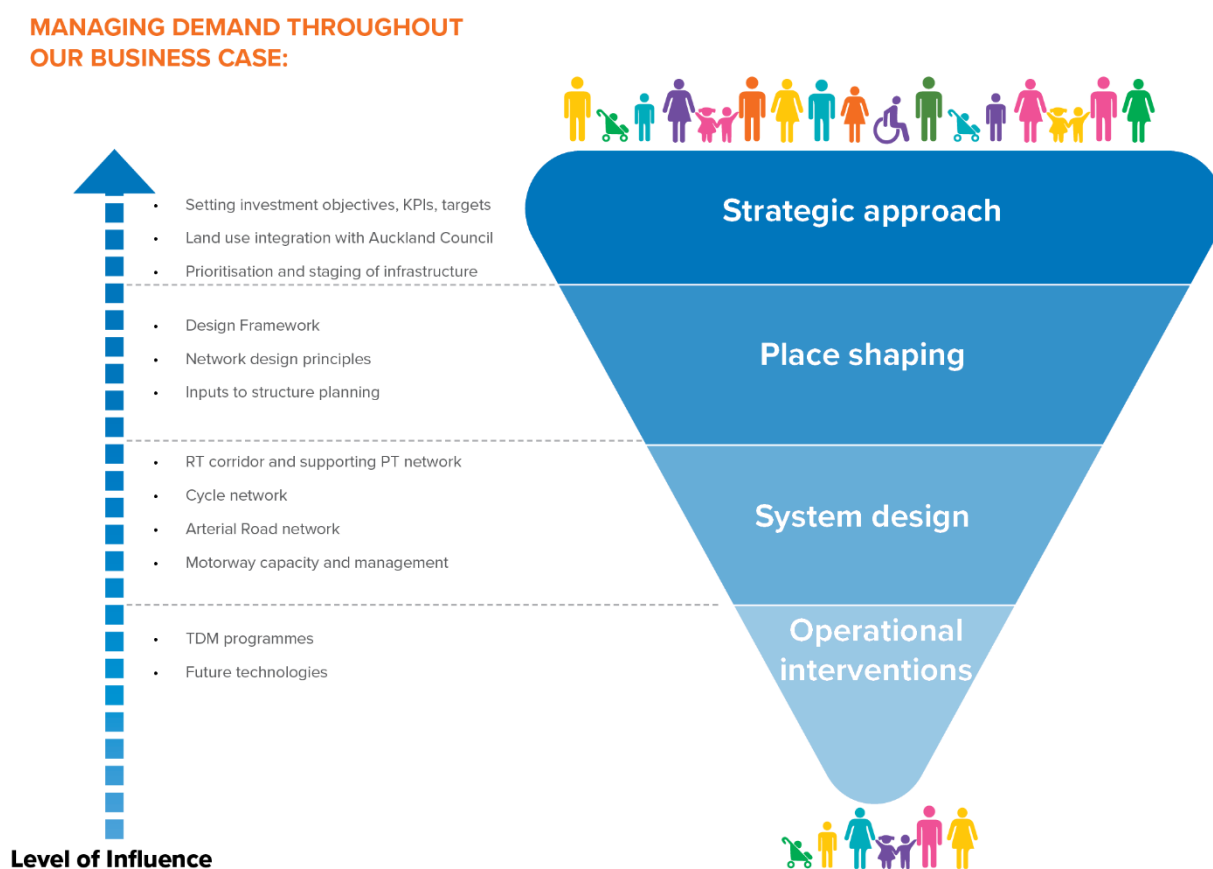 MANAGING DEMAND THROUGHOUT
OUR BUSINESS CASE:
• Setting investment objectives, KPIs, targets
• Land use integration with Auckland Council
• Prioritisation and staging of infrastructure
Strategic approach
• Design Framework
• Network design principles
• Inputs to structure planning
Place shaping
• RT corridor and supporting PT network
• Cycle network
• Arterial Road network
• Motorway capacity and management
System design
• TDM programmes
• Future technologies
Operational
interventions
Level of Influence